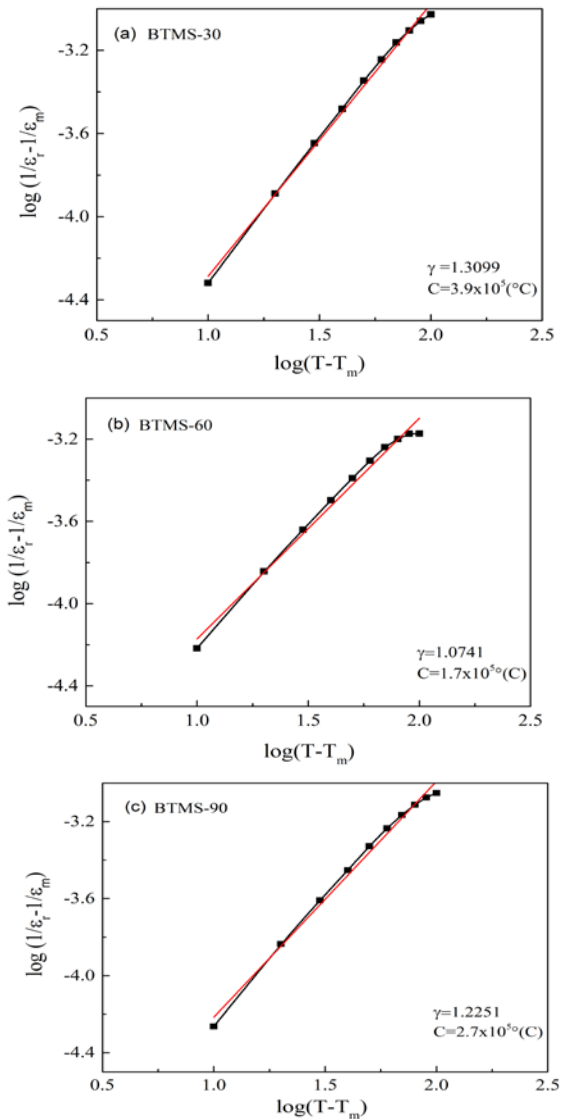 (a) BTMS-30
-3.2
-3.6
-4.0
-4.4
log (1/εr-1/εm)
γ =1.3099
C=3.9x10⁵(°C)
0.5 1.0 1.5 2.0 2.5
log(T-Tm)
(b) BTMS-60
-3.2
-3.6
-4.0
-4.4
log (1/εr-1/εm)
γ=1.0741
C=1.7x10⁵°(C)
0.5 1.0 1.5 2.0 2.5
log(T-Tm)
(c) BTMS-90
-3.2
-3.6
-4.0
-4.4
log (1/εr-1/εm)
γ=1.2251
C=2.7x10⁵°(C)
0.5 1.0 1.5 2.0 2.5
log(T-Tm)